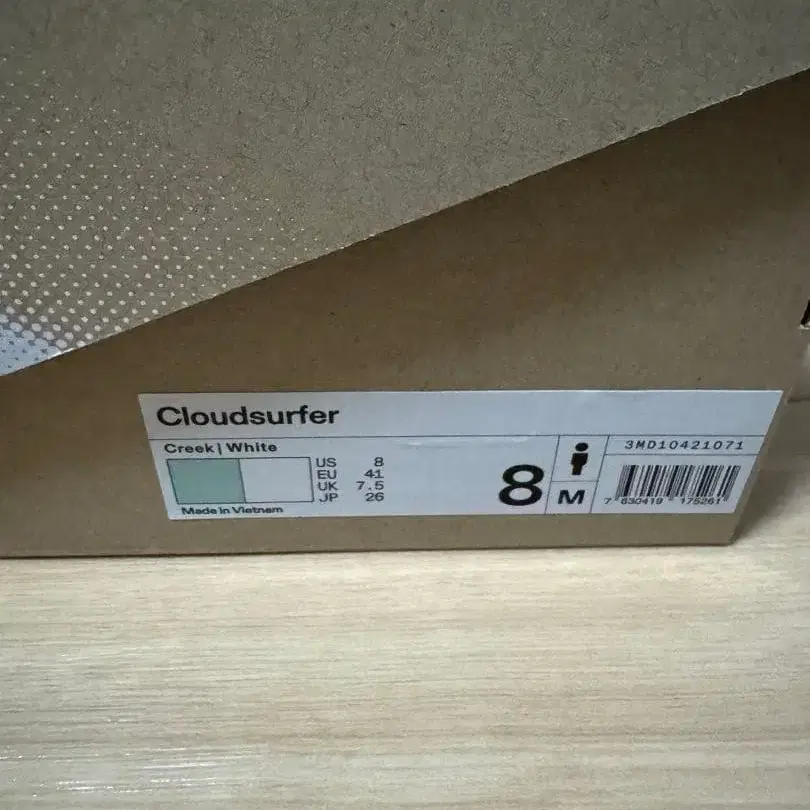 Cloudsurfer
Creek | White
US 8
EU 41
UK 7.5
JP 26
Made in Vietnam
8
M
3MD10421071
7 630419 175261